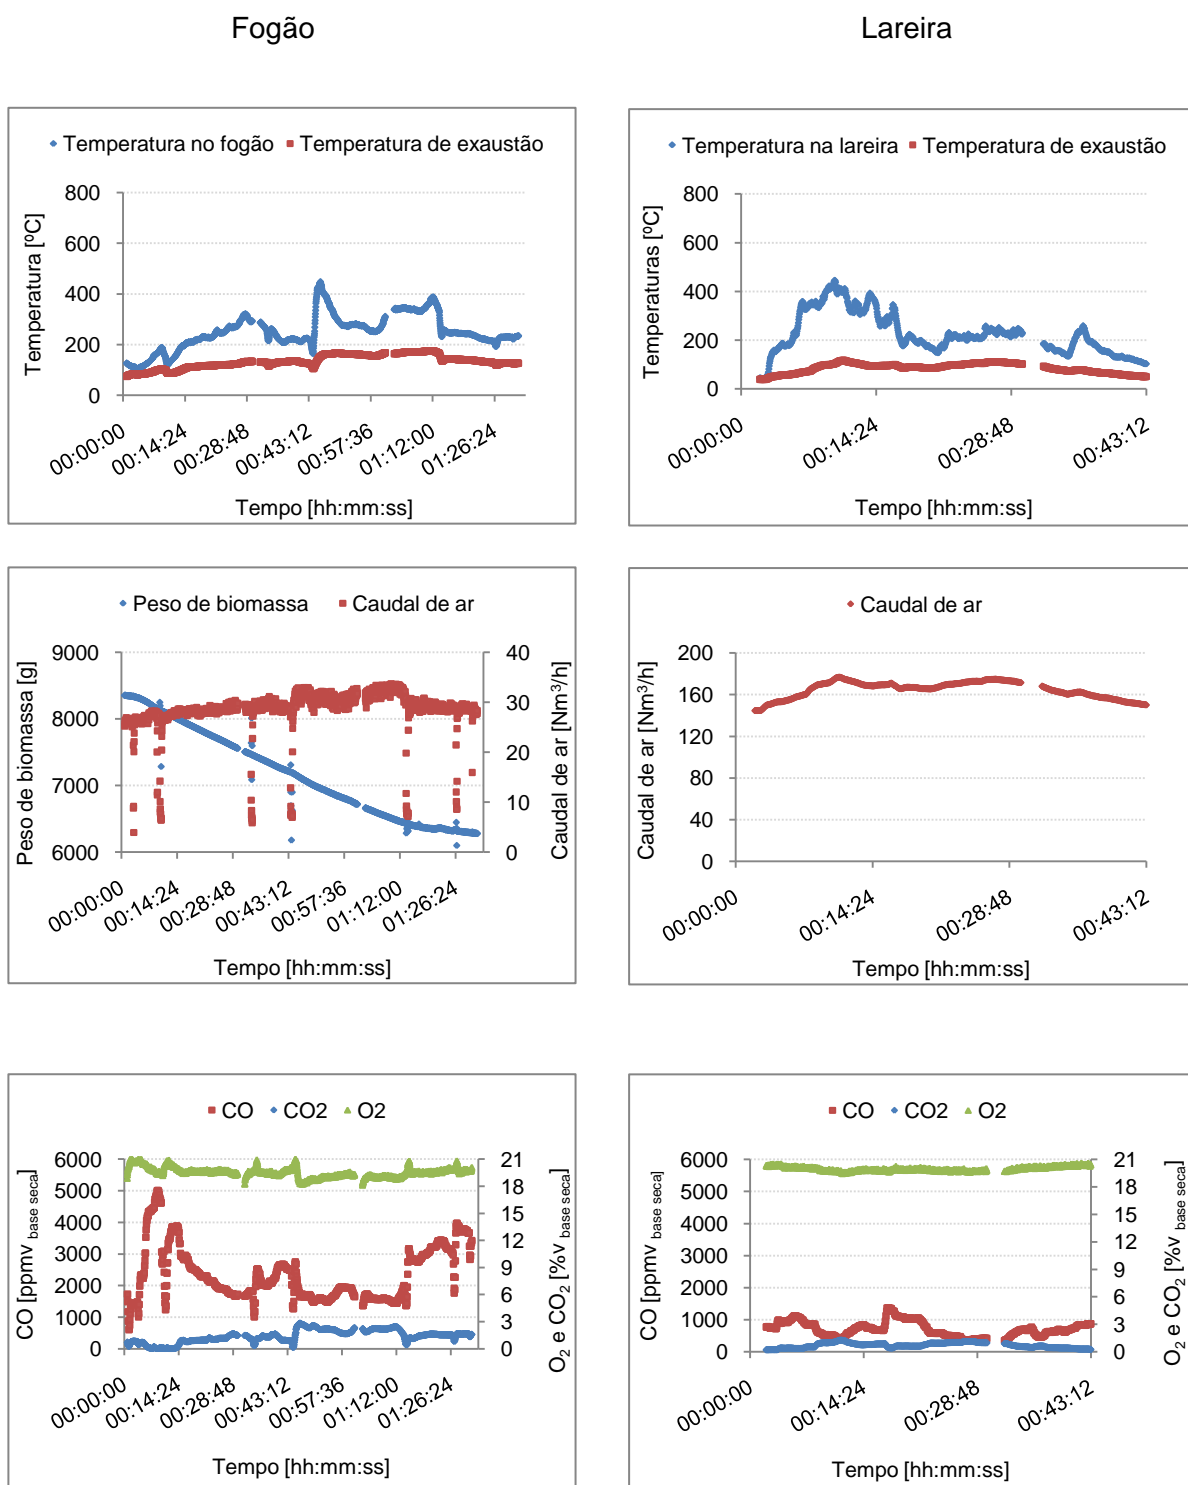 Fogão
Lareira
Temperatura no fogão
Temperatura de exaustão
Temperatura [ºC]
800
600
400
200
0
00:00:00
00:14:24
00:28:48
00:43:12
00:57:36
01:12:00
01:26:24
Tempo [hh:mm:ss]
Temperatura na lareira
Temperatura de exaustão
Temperaturas [ºC]
800
600
400
200
0
00:00:00
00:14:24
00:28:48
00:43:12
Tempo [hh:mm:ss]
Peso de biomassa
Caudal de ar
Peso de biomassa [g]
9000
8000
7000
6000
40
30
20
10
0
Caudal de ar [Nm³/h]
00:00:00
00:14:24
00:28:48
00:43:12
00:57:36
01:12:00
01:26:24
Tempo [hh:mm:ss]
Caudal de ar
Caudal de ar [Nm³/h]
200
160
120
80
40
0
00:00:00
00:14:24
00:28:48
00:43:12
Tempo [hh:mm:ss]
CO
CO2
O2
CO [ppmv base seca]
6000
5000
4000
3000
2000
1000
0
21
18
15
12
9
6
3
0
O₂ e CO₂ [%v base seca]
00:00:00
00:14:24
00:28:48
00:43:12
00:57:36
01:12:00
01:26:24
Tempo [hh:mm:ss]
CO
CO2
O2
CO [ppmv base seca]
6000
5000
4000
3000
2000
1000
0
21
18
15
12
9
6
3
0
O₂ e CO₂ [%v base seca]
00:00:00
00:14:24
00:28:48
00:43:12
Tempo [hh:mm:ss]